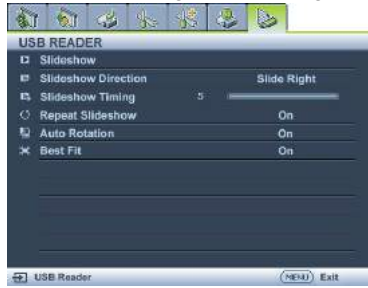 USB READER
Slideshow
Slideshow Direction Slide Right
Slideshow Timing 5
Repeat Slideshow On
Auto Rotation On
Best Fit On
USB Reader MENU Exit